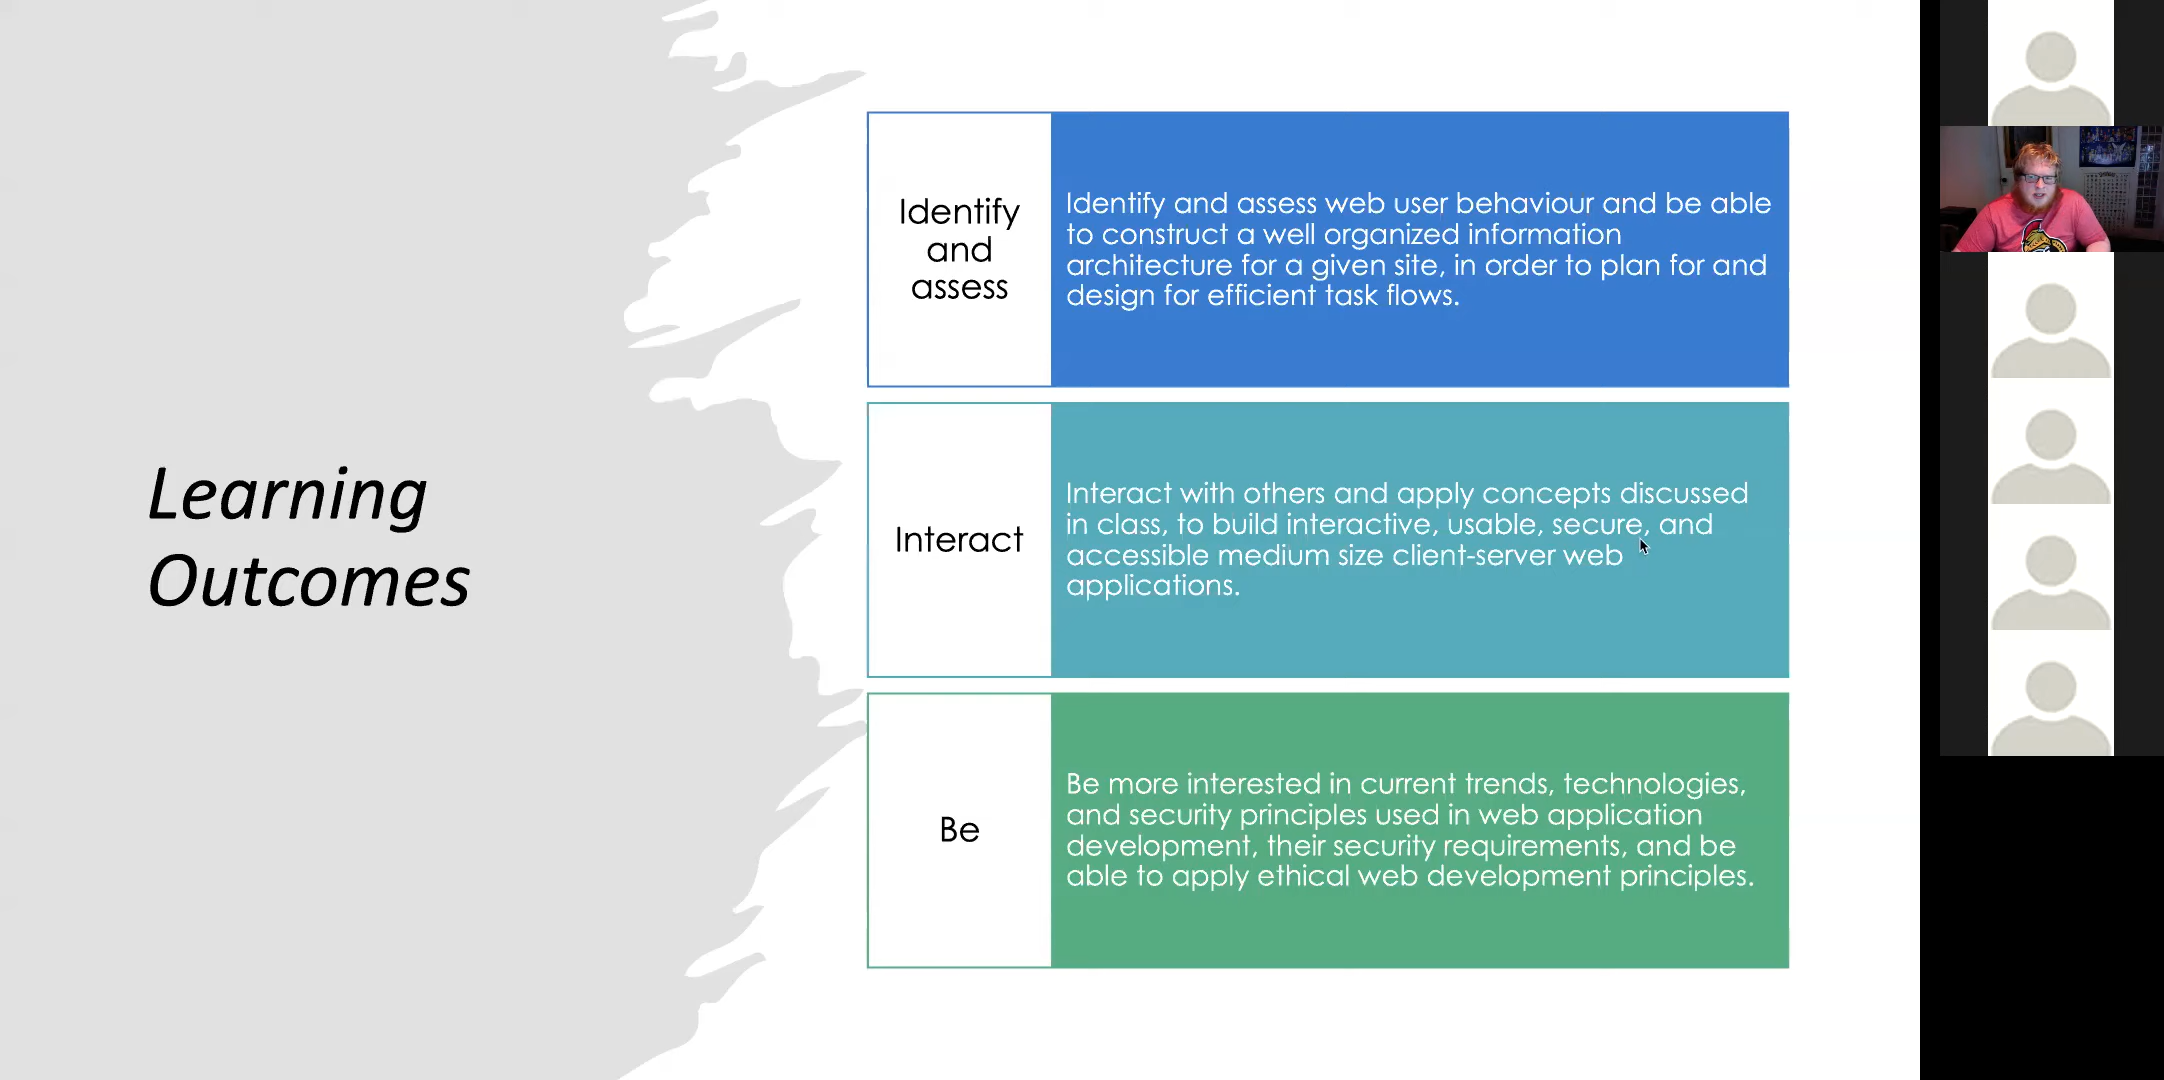 Learning
Outcomes
Identify
and
assess
Identify and assess web user behaviour and be able
to construct a well organized information
architecture for a given site, in order to plan for and
design for efficient task flows.
Interact
Interact with others and apply concepts discussed
in class, to build interactive, usable, secure, and
accessible medium size client-server web
applications.
Be
Be more interested in current trends, technologies,
and security principles used in web application
development, their security requirements, and be
able to apply ethical web development principles.